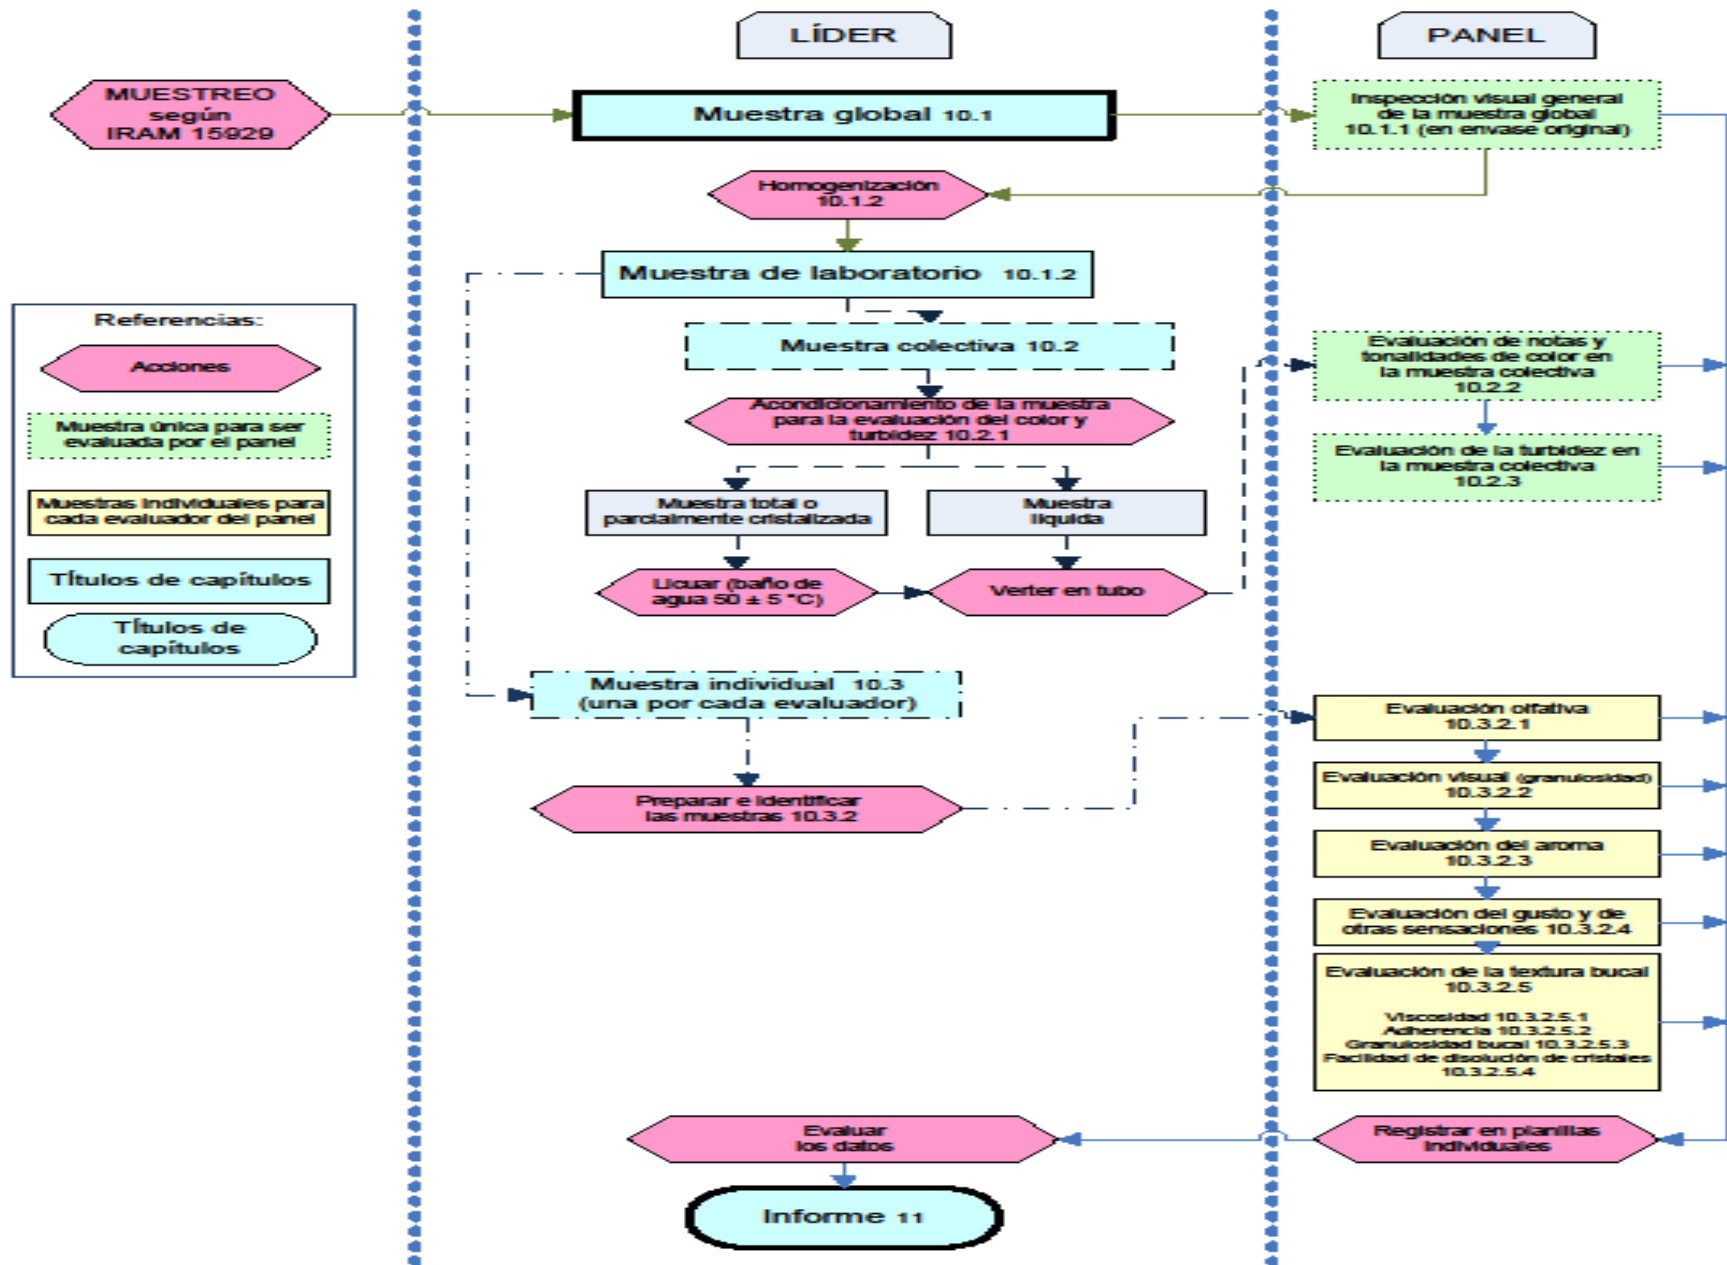 LÍDER
PANEL
MUESTREO
según
IRAM 15929
Muestra global 10.1
Inspección visual general
de la muestra global
10.1.1 (en envase original)
Homogenización
10.1.2
Muestra de laboratorio 10.1.2
Referencias:
Acciones
Muestra única para ser
evaluada por el panel
Muestras individuales para
cada evaluador del panel
Títulos de capítulos
Títulos de
capítulos
Muestra colectiva 10.2
Acondicionamiento de la muestra
para la evaluación del color y
turbidez 10.2.1
Muestra total o
parcialmente cristalizada
Muestra
líquida
Licuar (baño de
agua 50 ± 5 °C)
Verter en tubo
Evaluación de notas y
tonalidades de color en
la muestra colectiva
10.2.2
Evaluación de la turbidez en
la muestra colectiva
10.2.3
Muestra individual 10.3
(una por cada evaluador)
Preparar e identificar
las muestras 10.3.2
Evaluación olfativa
10.3.2.1
Evaluación visual (granulosidad)
10.3.2.2
Evaluación del aroma
10.3.2.3
Evaluación del gusto y de
otras sensaciones 10.3.2.4
Evaluación de la textura bucal
10.3.2.5
Viscosidad 10.3.2.5.1
Adherencia 10.3.2.5.2
Granulosidad bucal 10.3.2.5.3
Facilidad de disolución de cristales
10.3.2.5.4
Evaluar
los datos
Registrar en planillas
individuales
Informe 11